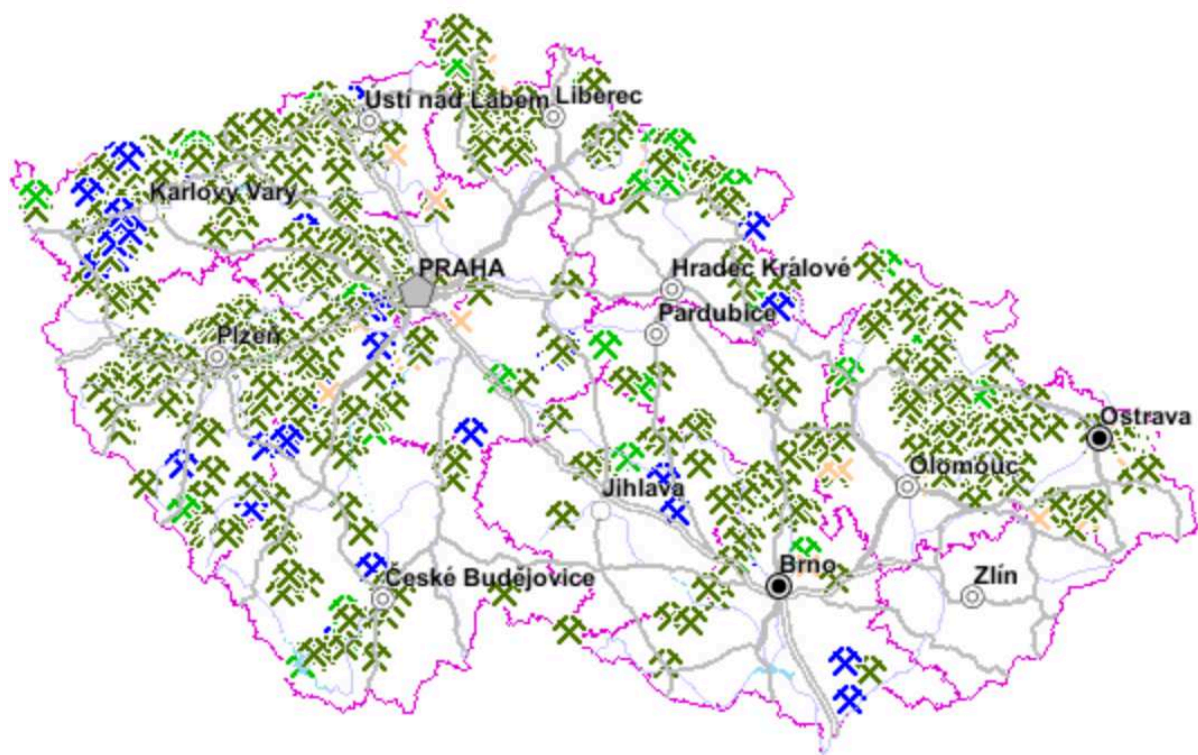 Ústí nad Labem
Liberec
Karlovy Vary
PRAHA
Hradec Králové
Pardubice
Plzeň
Ostrava
Olomouc
Jihlava
Brno
České Budějovice
Zlín